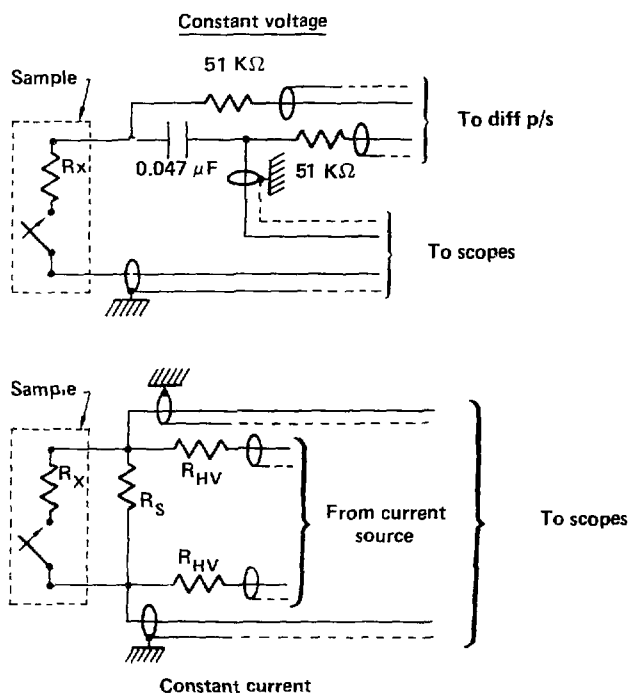 Constant voltage
51 KΩ
Sample
To diff p/s
Rx
0.047 μF
51 KΩ
To scopes
Sample
RX
RHV
RS
From current
source
To scopes
RHV
Constant current